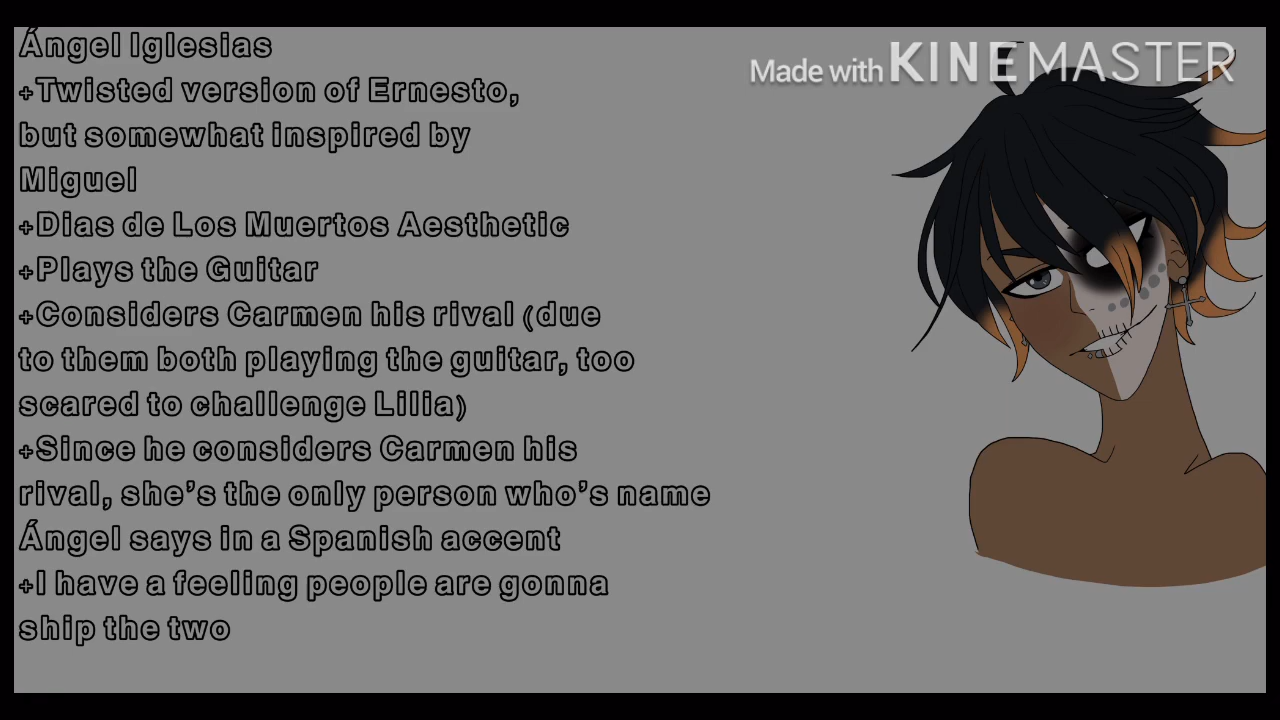 Ángel Iglesias
Made with KINEMASTER
+Twisted version of Ernesto,
but somewhat inspired by
Miguel
+Dias de Los Muertos Aesthetic
+Plays the Guitar
+Considers Carmen his rival (due
to them both playing the guitar, too
scared to challenge Lilia)
+Since he considers Carmen his
rival, she's the only person who's name
Ángel says in a Spanish accent
+I have a feeling people are gonna
ship the two